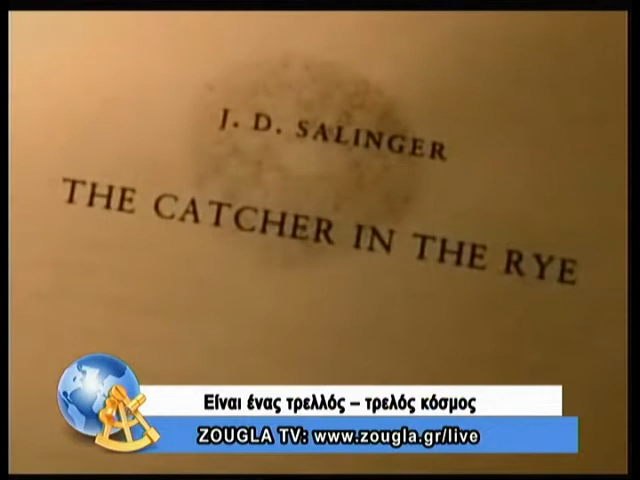 J. D. SALINGER
THE CATCHER IN THE RYE
Είναι ένας τρελλός – τρελός κόσμος
ZOUGLA TV: www.zougla.gr/live